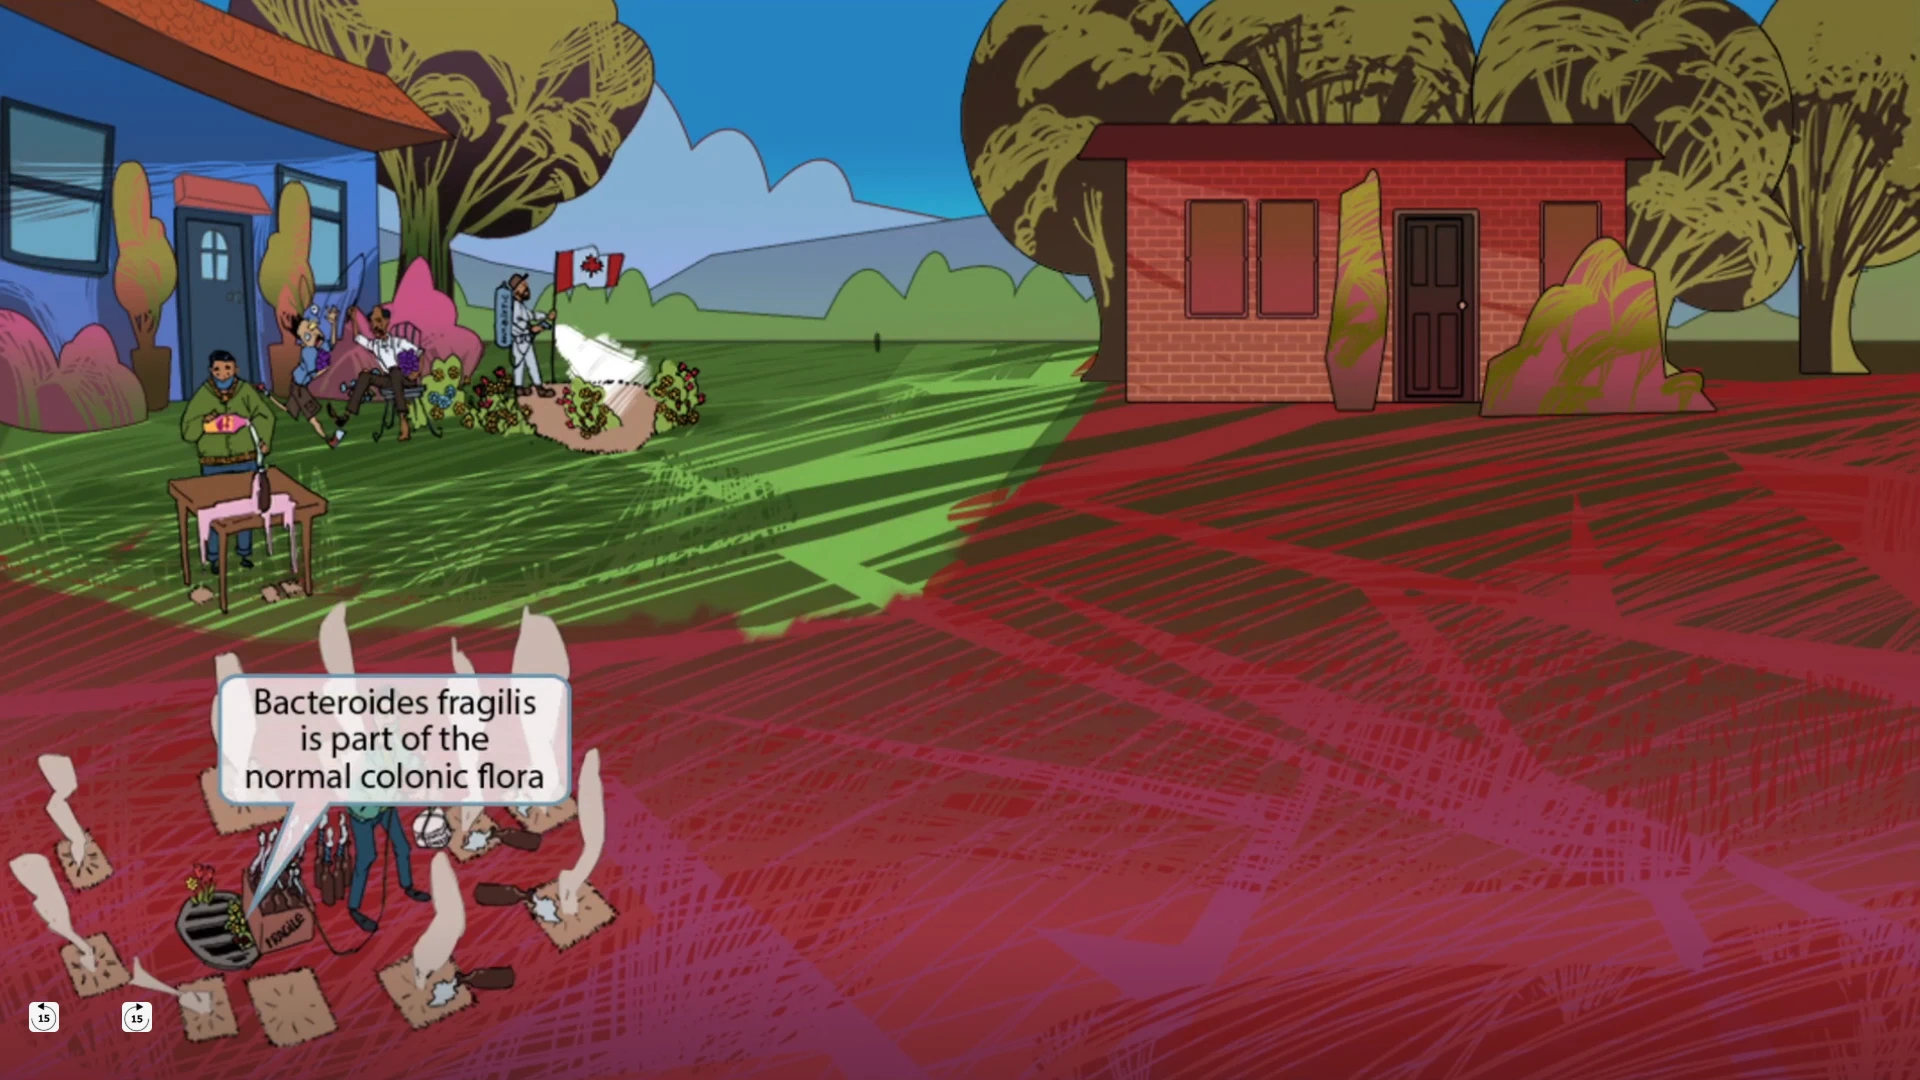 Bacteroides fragilis
is part of the
normal colonic flora
FRAGILE
15
15